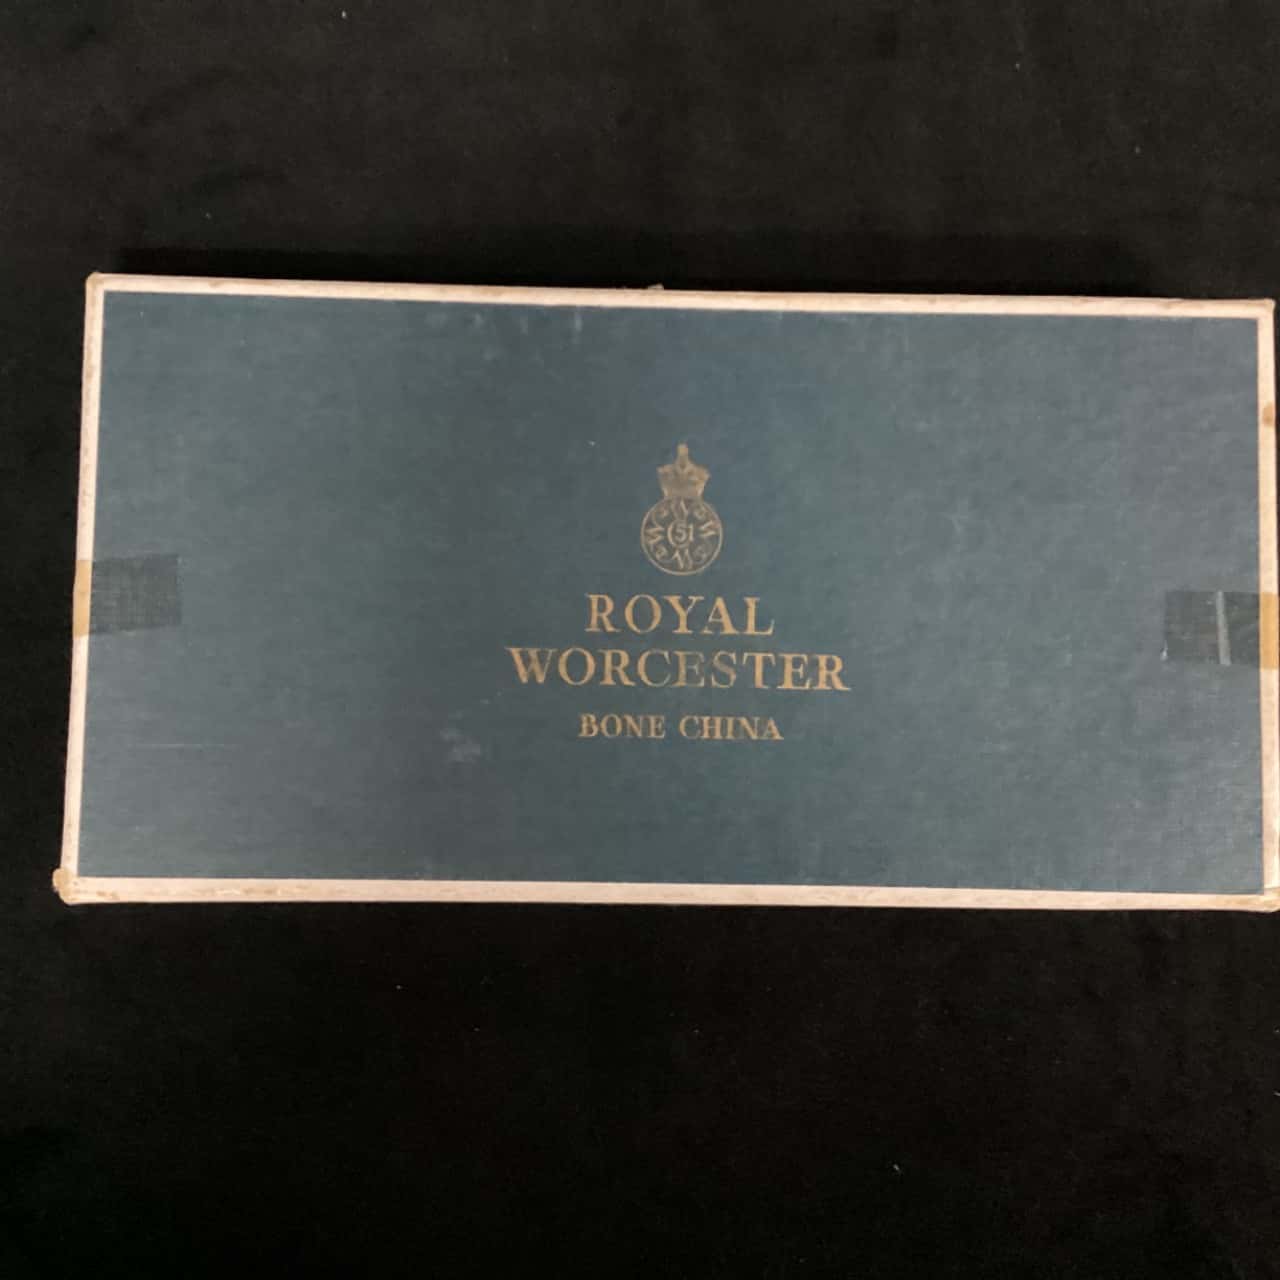 51
ROYAL
WORCESTER
BONE CHINA